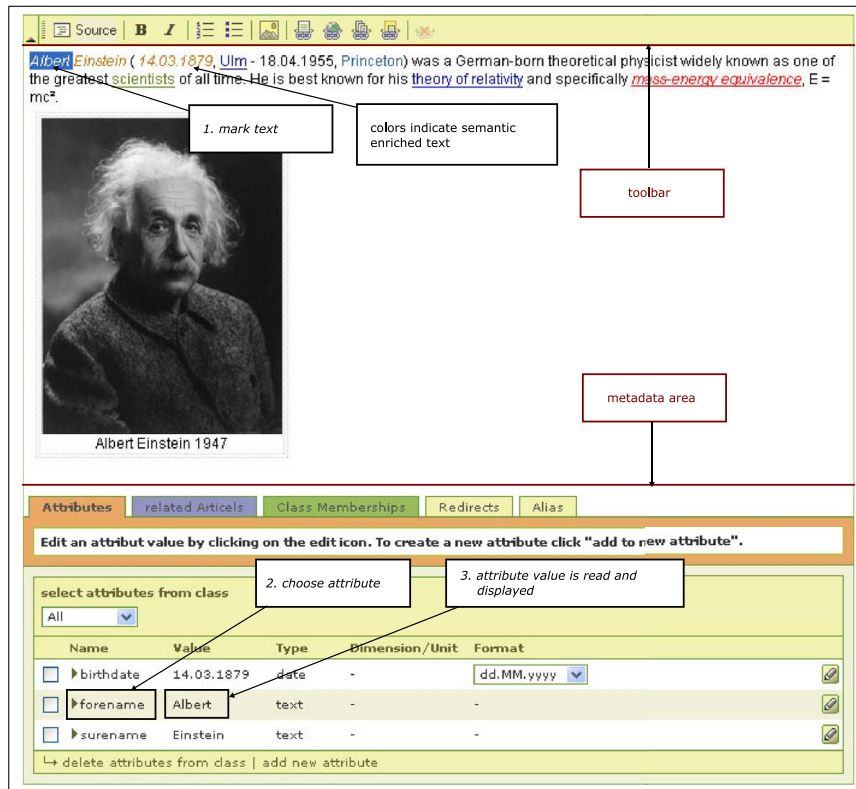 Source B I
Albert Einstein ( 14.03.1879, Ulm - 18.04.1955, Princeton) was a German-born theoretical physicist widely known as one of
the greatest scientists of all time. He is best known for his theory of relativity and specifically mass-energy equivalence, E =
mc².
1. mark text
colors indicate semantic
enriched text
toolbar
metadata area
Albert Einstein 1947
Attributes related Articels Class Memberships Redirects Alias
Edit an attribut value by clicking on the edit icon. To create a new attribute click "add to new attribute".
2. choose attribute
3. attribute value is read and
displayed
select attributes from class
All
Name Value Type Dimension/Unit Format
birthdate 14.03.1879 date - dd.MM.yyyy
forename Albert text - -
surename Einstein text - -
delete attributes from class | add new attribute